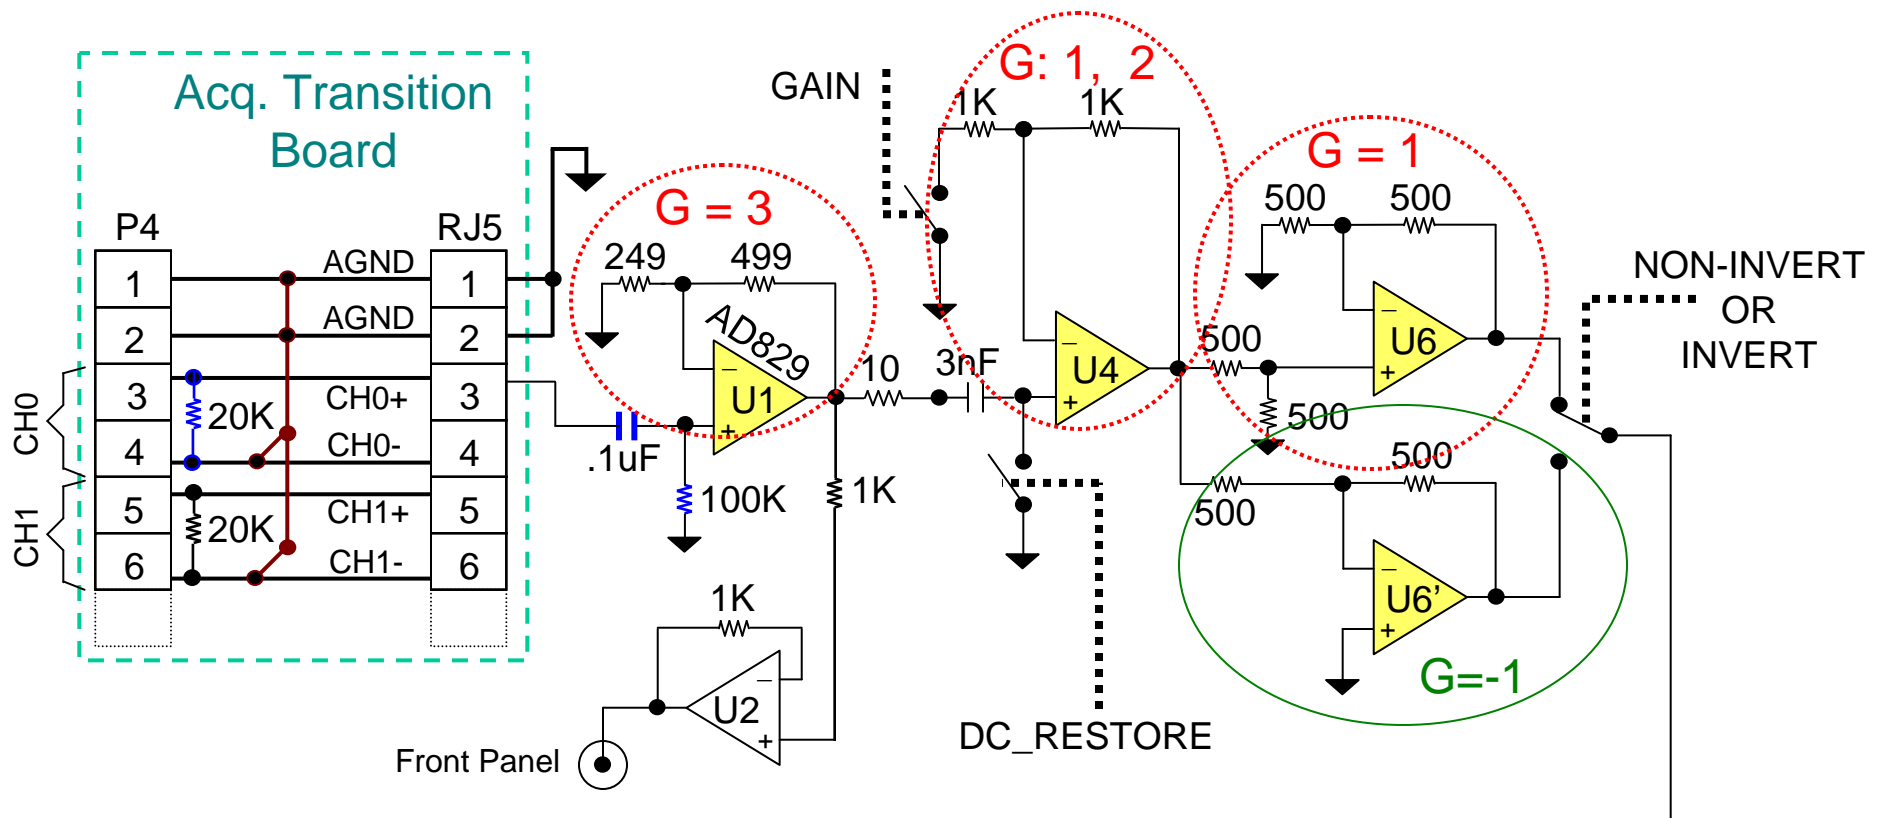 Acq. Transition
Board
P4
RJ5
1
AGND
1
2
AGND
2
3
CH0+
3
20K
4
CH0-
4
5
CH1+
5
20K
6
CH1-
6
CH0
CH1
G = 3
249
499
AD829
U1
−
+
.1uF
100K
10
3nF
1K
1K
U2
−
+
Front Panel
GAIN
G: 1, 2
1K
1K
U4
−
+
DC_RESTORE
G = 1
500
500
500
500
U6
−
+
500
500
U6’
−
+
G=-1
NON-INVERT
OR
INVERT